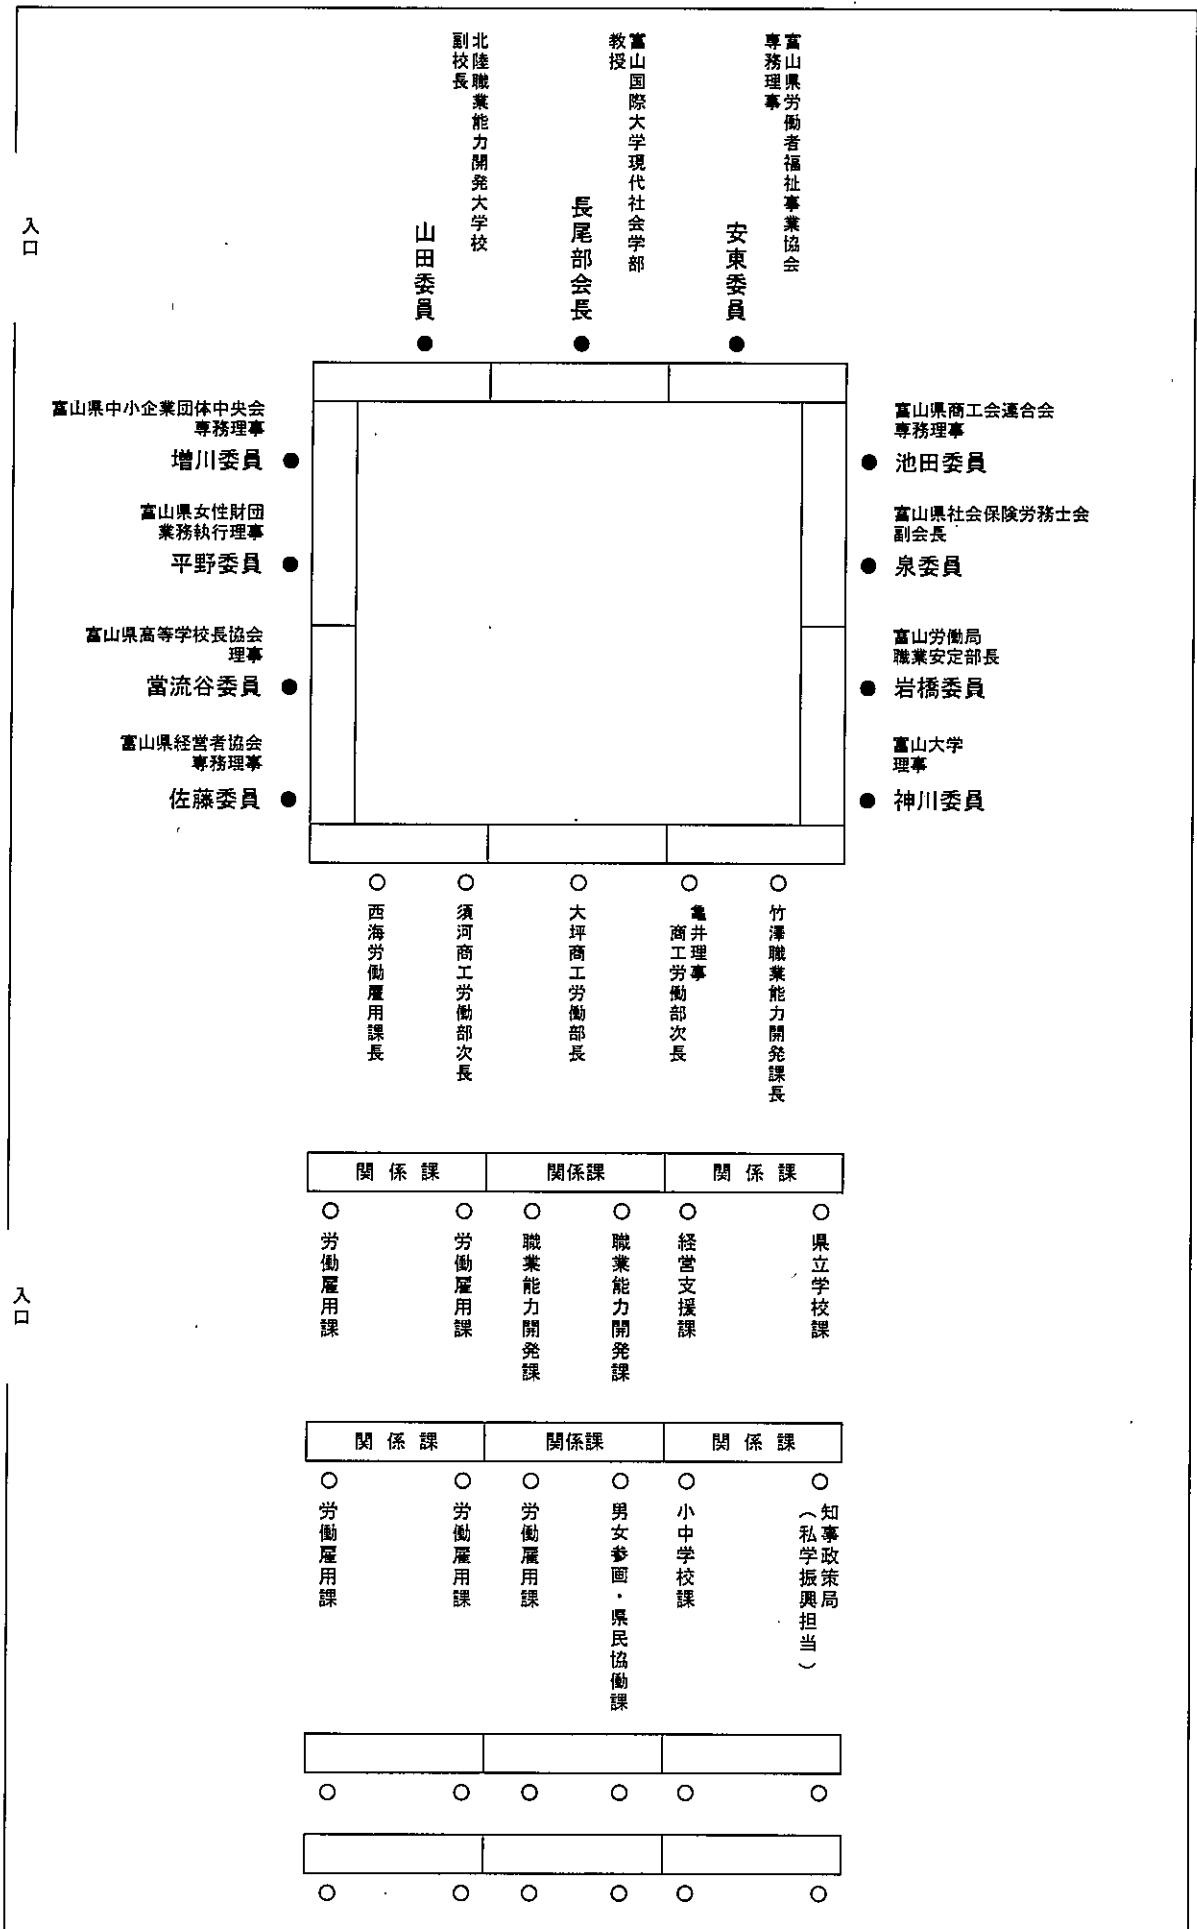 北陸職業能力開発大学校
副校長
山田委員
富山国際大学現代社会学部
教授
長尾部会長
富山県労働者福祉事業協会
専務理事
安東委員
入口
富山県中小企業団体中央会
専務理事
増川委員
富山県女性財団
業務執行理事
平野委員
富山県高等学校長協会
理事
當流谷委員
富山県経営者協会
専務理事
佐藤委員
富山県商工会連合会
専務理事
池田委員
富山県社会保険労務士会
副会長
泉委員
富山労働局
職業安定部長
岩橋委員
富山大学
理事
神川委員
西海労働雇用課長
須河商工労働部次長
大坪商工労働部長
亀井理事
商工労働部次長
竹澤職業能力開発課長
関係課
関係課
関係課
労働雇用課
労働雇用課
職業能力開発課
職業能力開発課
経営支援課
県立学校課
入口
関係課
関係課
関係課
労働雇用課
労働雇用課
労働雇用課
男女参画・県民協働課
小中学校課
知事政策局
（私学振興担当）